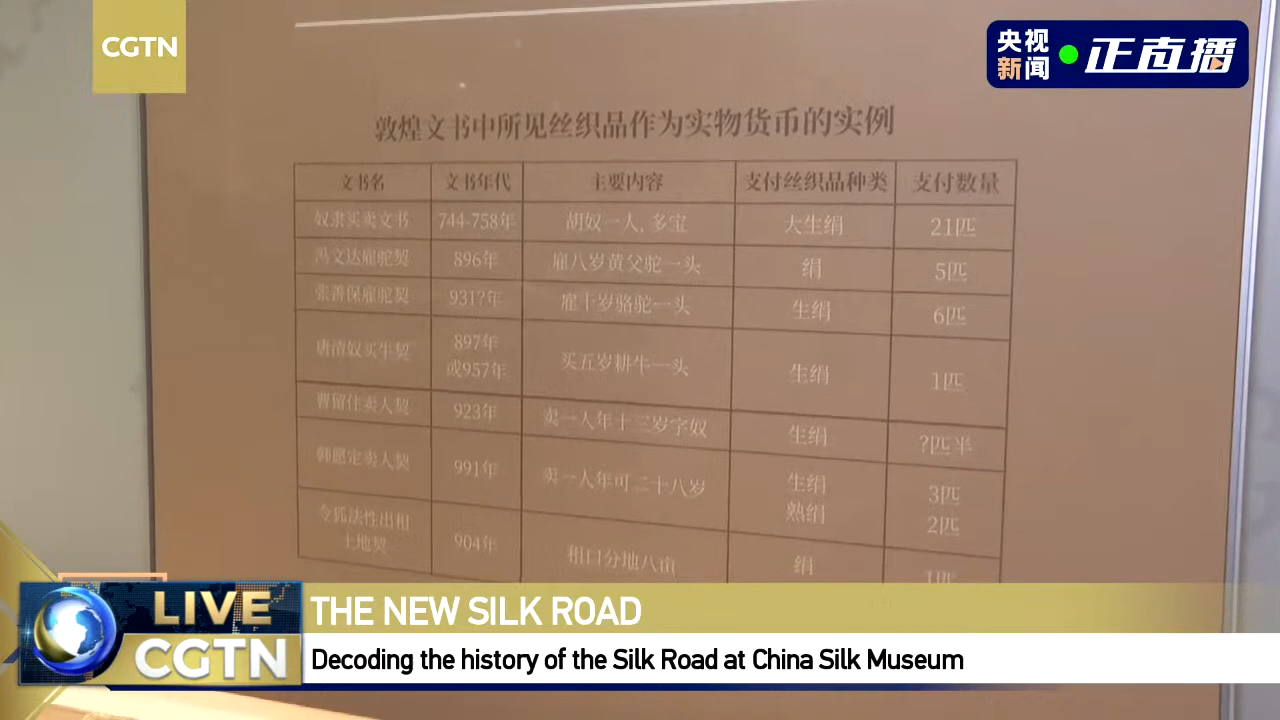 CGTN
央视新闻 正直播
敦煌文书中所见丝织品作为实物货币的实例
文书名 文书年代 主要内容 支付丝织品种类 支付数量
奴隶买卖文书 744-758年 胡奴一人, 多宝 大生绢 21匹
冯文达雇驼契 896年 雇八岁黄父驼一头 绢 5匹
张善保雇驼契 931?年 雇十岁骆驼一头 生绢 6匹
唐清奴买牛契 897年
或957年 买五岁耕牛一头 生绢 1匹
曹留住卖人契 923年 卖一人年十三岁字奴 生绢 ?匹半
韩愿定卖人契 991年 卖一人年可二十八岁 生绢 3匹
熟绢 2匹
令狐法性出租
土地契 904年 租口分地八亩 绢 1匹
LIVE
CGTN
THE NEW SILK ROAD
Decoding the history of the Silk Road at China Silk Museum